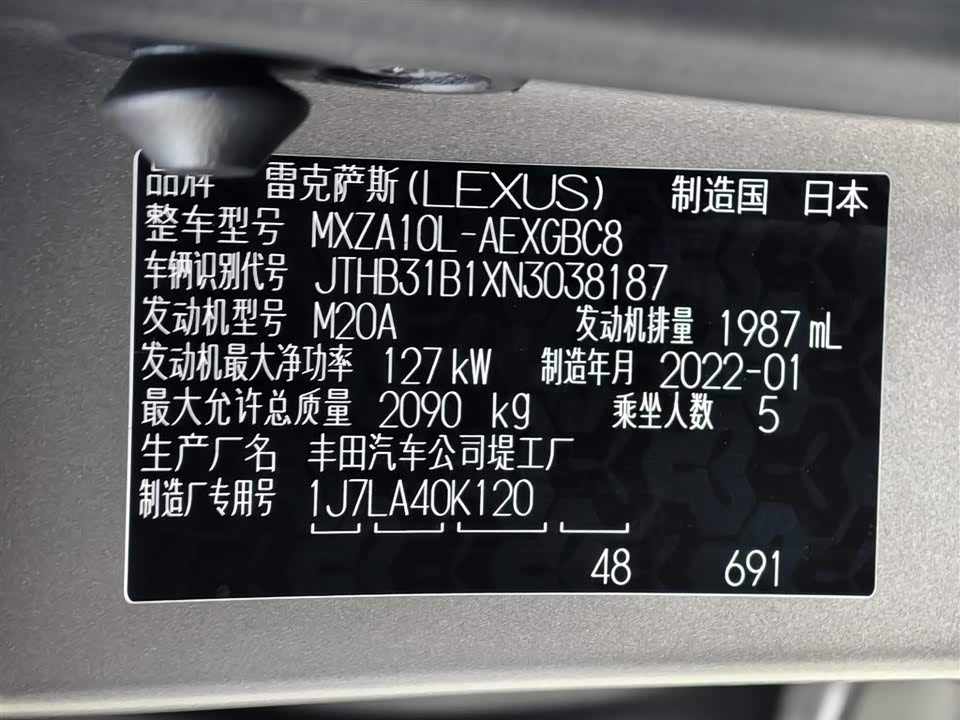 品牌 雷克萨斯(LEXUS) 制造国 日本
整车型号 MXZA10L-AEXGBC8
车辆识别代号 JTHB31B1XN3038187
发动机型号 M20A 发动机排量 1987 mL
发动机最大净功率 127 kW 制造年月 2022-01
最大允许总质量 2090 kg 乘坐人数 5
生产厂名 丰田汽车公司堤工厂
制造厂专用号 1J7LA40K120
48 691